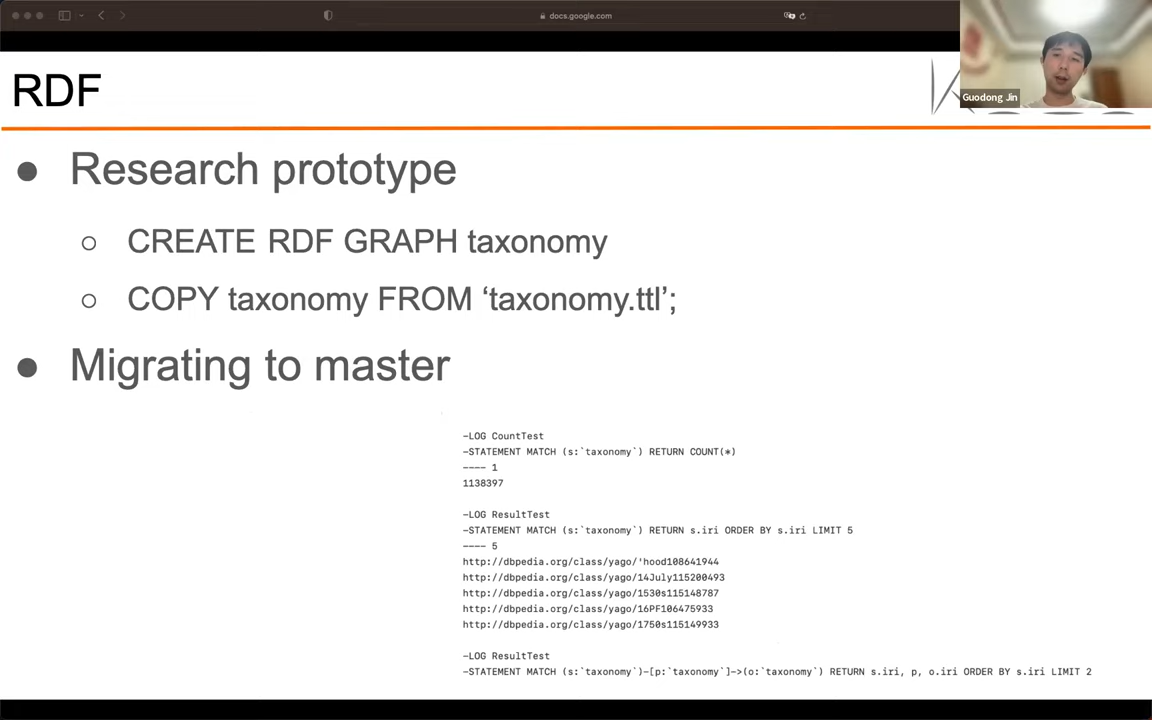 docs.google.com
RDF
Guodong Jin
● Research prototype
○ CREATE RDF GRAPH taxonomy
○ COPY taxonomy FROM ‘taxonomy.ttl’;
● Migrating to master
-LOG CountTest
-STATEMENT MATCH (s:`taxonomy`) RETURN COUNT(*)
---- 1
1138397
-LOG ResultTest
-STATEMENT MATCH (s:`taxonomy`) RETURN s.iri ORDER BY s.iri LIMIT 5
---- 5
http://dbpedia.org/class/yago/'hood108641944
http://dbpedia.org/class/yago/14July115200493
http://dbpedia.org/class/yago/1530s115148787
http://dbpedia.org/class/yago/16PF106475933
http://dbpedia.org/class/yago/1750s115149933
-LOG ResultTest
-STATEMENT MATCH (s:`taxonomy`)-[p:`taxonomy`]->(o:`taxonomy`) RETURN s.iri, p, o.iri ORDER BY s.iri LIMIT 2